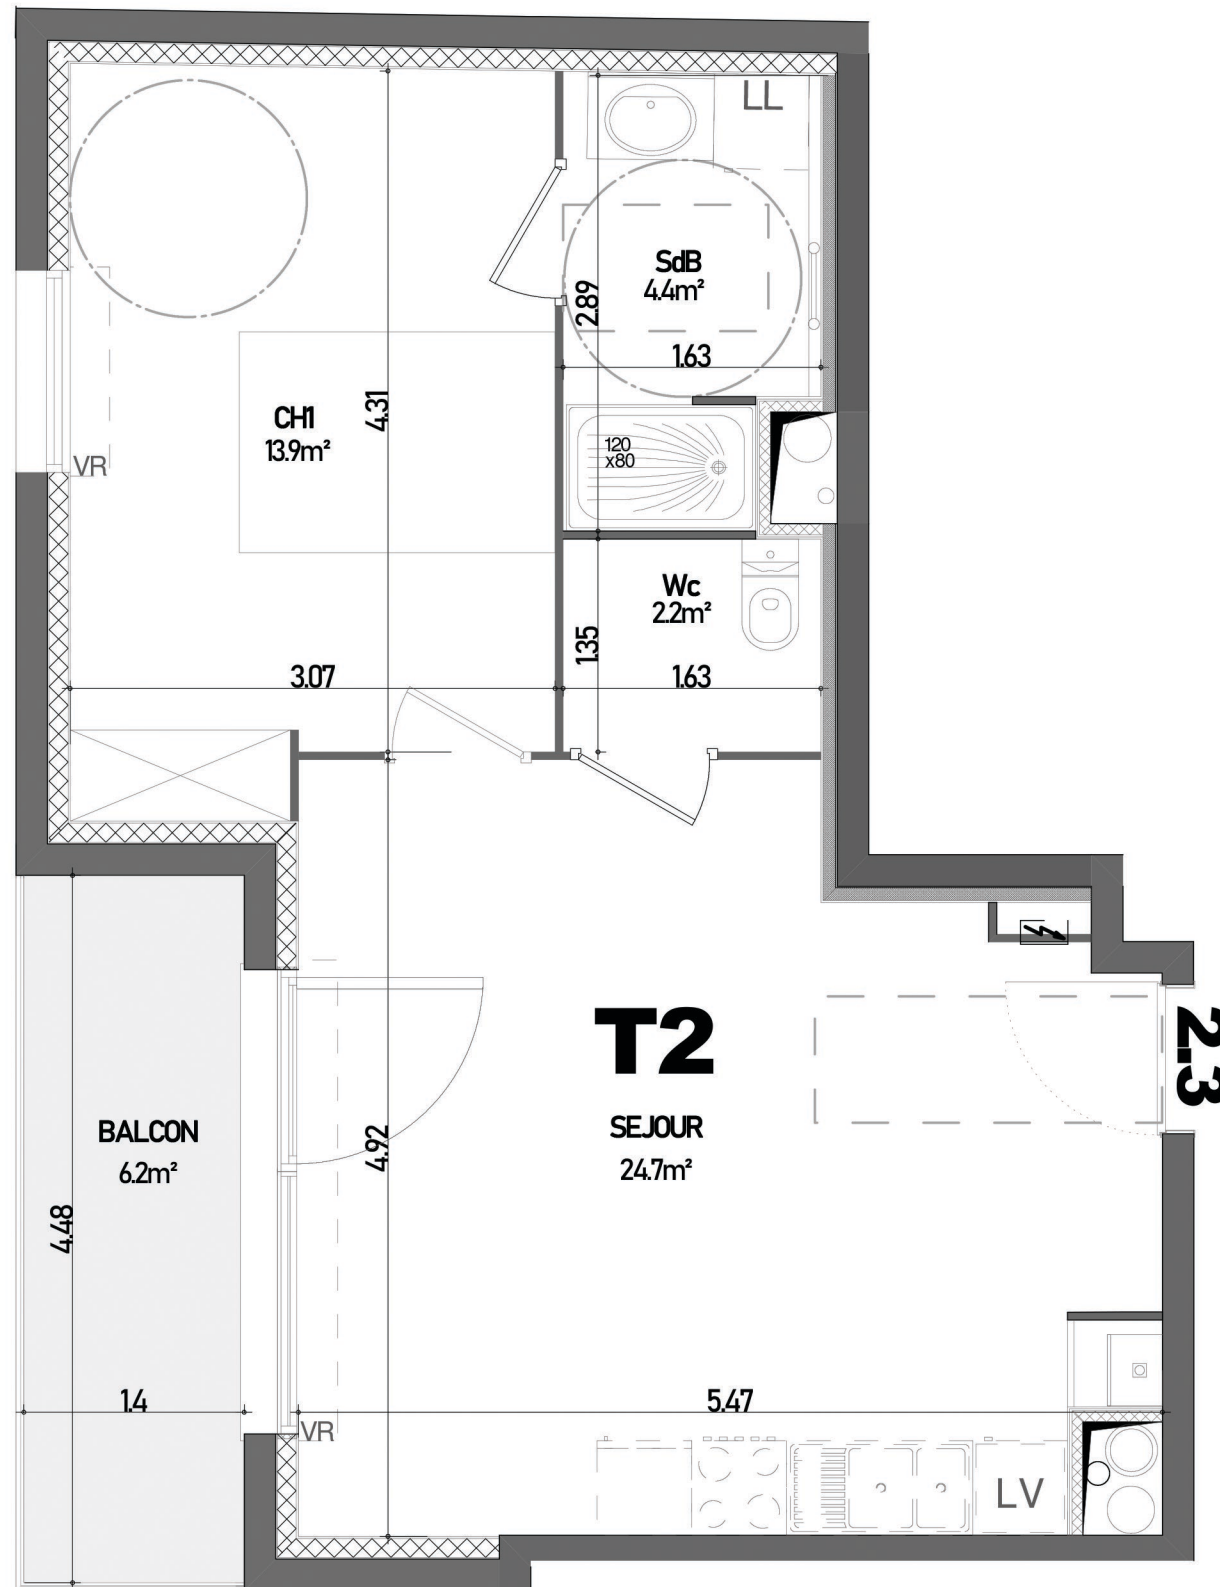 LL
SdB
4.4m²
2.89
1.63
CH1
13.9m²
4.31
VR
120
x80
Wc
2.2m²
1.35
3.07
1.63
T2
2.3
SEJOUR
24.7m²
BALCON
6.2m²
4.92
4.48
1.4
5.47
VR
LV